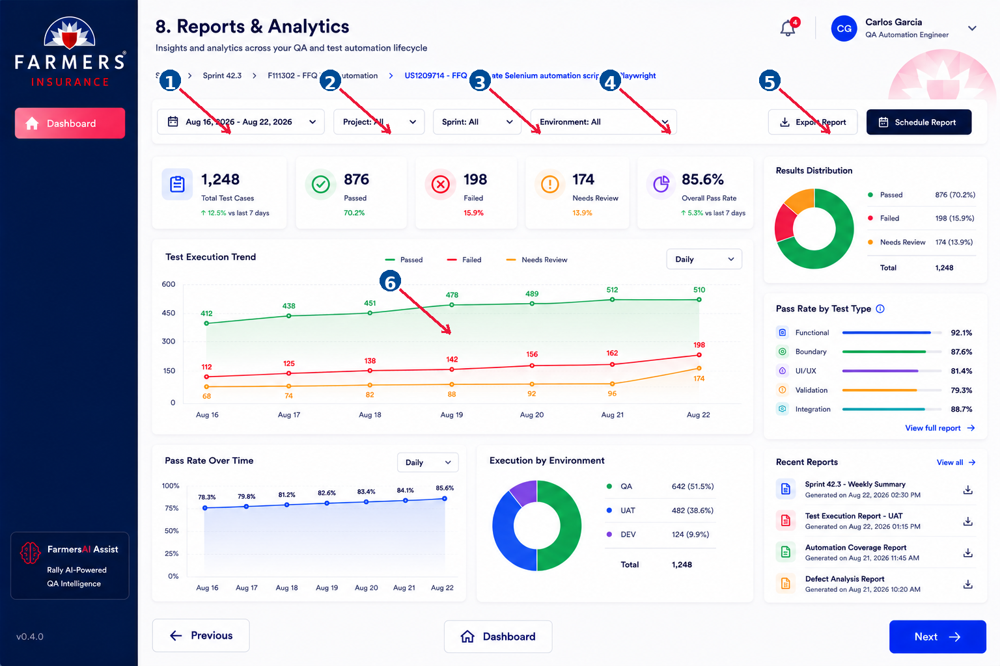 FARMERS®
INSURANCE
Dashboard
FarmersAI Assist
Rally AI-Powered
QA Intelligence
v0.4.0
8. Reports & Analytics
Insights and analytics across your QA and test automation lifecycle
4
CG
Carlos Garcia
QA Automation Engineer
Sprint 42.3 > F111302 - FFQ utomation > US1209714 - FFQ ate Selenium automation Playwright
1
2
3
4
5
Aug 16, 2026 - Aug 22, 2026
Project: All
Sprint: All
Environment: All
Export Report
Schedule Report
1,248
Total Test Cases
↑ 12.5% vs last 7 days
876
Passed
70.2%
198
Failed
15.9%
174
Needs Review
13.9%
85.6%
Overall Pass Rate
↑ 5.3% vs last 7 days
Results Distribution
Passed 876 (70.2%)
Failed 198 (15.9%)
Needs Review 174 (13.9%)
Total 1,248
Test Execution Trend
Passed
Failed
Needs Review
Daily
6
600
450
300
150
0
412 438 451 478 489 512 510
112 125 138 142 156 162 198
68 74 82 88 92 96 174
Aug 16 Aug 17 Aug 18 Aug 19 Aug 20 Aug 21 Aug 22
Pass Rate by Test Type
Functional 92.1%
Boundary 87.6%
UI/UX 81.4%
Validation 79.3%
Integration 88.7%
View full report →
Pass Rate Over Time
Daily
100%
75%
50%
25%
0%
78.3% 79.8% 81.2% 82.6% 83.4% 84.1% 85.6%
Aug 16 Aug 17 Aug 18 Aug 19 Aug 20 Aug 21 Aug 22
Execution by Environment
QA 642 (51.5%)
UAT 482 (38.6%)
DEV 124 (9.9%)
Total 1,248
Recent Reports
View all →
Sprint 42.3 - Weekly Summary
Generated on Aug 22, 2026 02:30 PM
Test Execution Report - UAT
Generated on Aug 22, 2026 01:15 PM
Automation Coverage Report
Generated on Aug 21, 2026 11:45 AM
Defect Analysis Report
Generated on Aug 21, 2026 10:20 AM
← Previous
Dashboard
Next →